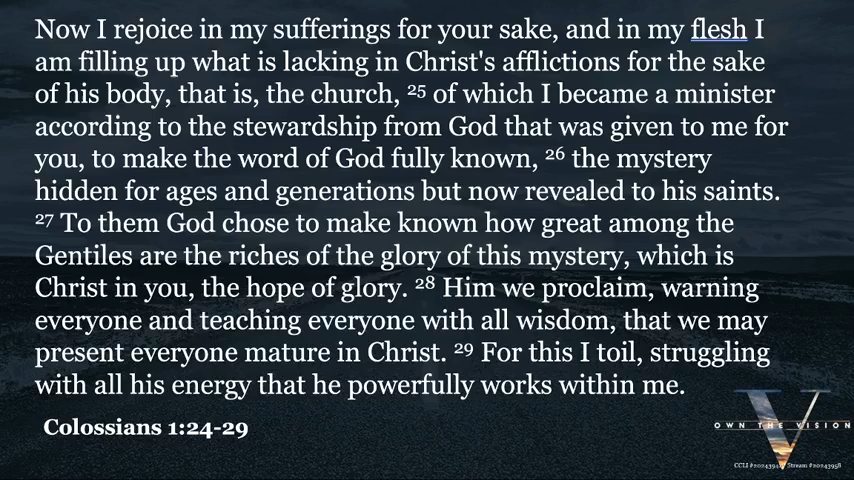 Now I rejoice in my sufferings for your sake, and in my flesh I
am filling up what is lacking in Christ's afflictions for the sake
of his body, that is, the church, 25 of which I became a minister
according to the stewardship from God that was given to me for
you, to make the word of God fully known, 26 the mystery
hidden for ages and generations but now revealed to his saints.
27 To them God chose to make known how great among the
Gentiles are the riches of the glory of this mystery, which is
Christ in you, the hope of glory. 28 Him we proclaim, warning
everyone and teaching everyone with all wisdom, that we may
present everyone mature in Christ. 29 For this I toil, struggling
with all his energy that he powerfully works within me.
Colossians 1:24-29
V
OWN THE VISION
CCLI Stream